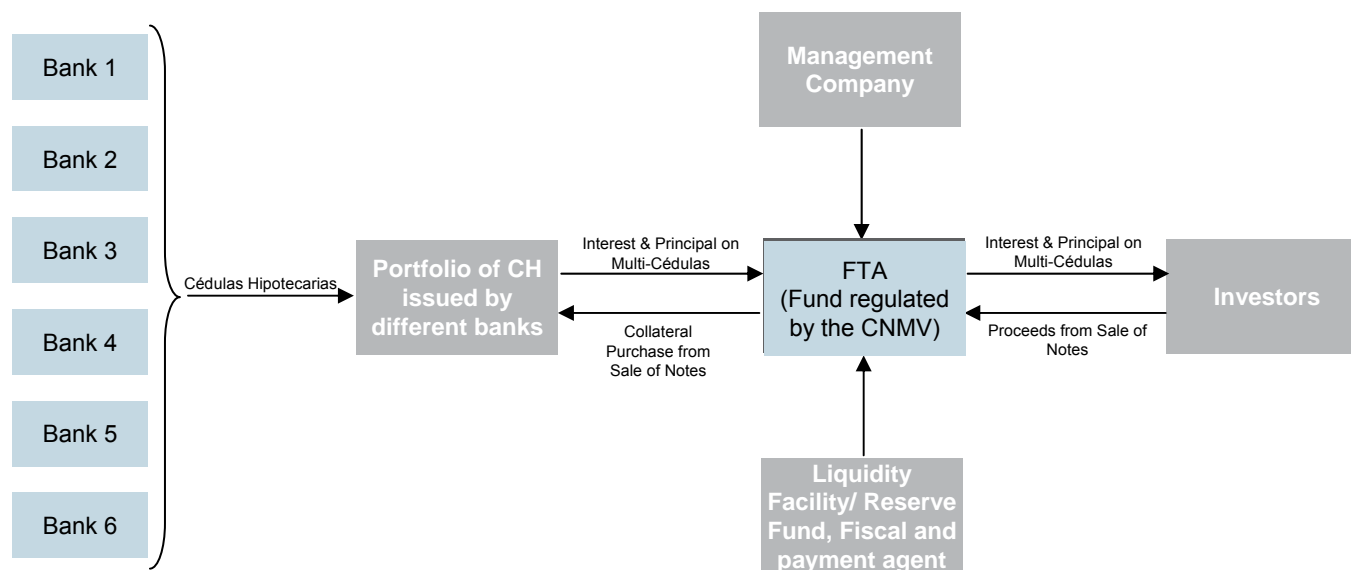 Bank 1
Bank 2
Bank 3
Bank 4
Bank 5
Bank 6
Cédulas Hipotecarias
Portfolio of CH
issued by
different banks
Interest & Principal on
Multi-Cédulas
Collateral
Purchase from
Sale of Notes
Management
Company
FTA
(Fund regulated
by the CNMV)
Liquidity
Facility/ Reserve
Fund, Fiscal and
payment agent
Interest & Principal on
Multi-Cédulas
Proceeds from Sale of
Notes
Investors